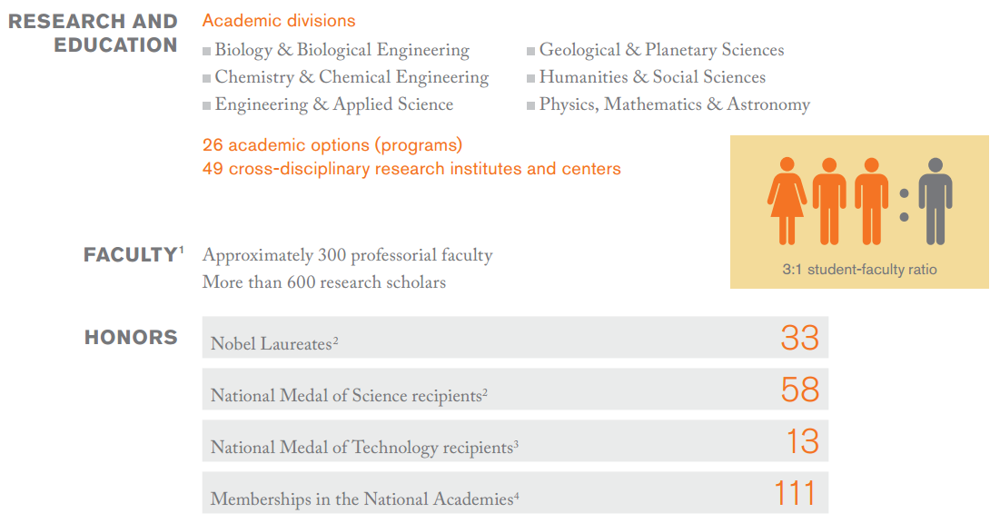 RESEARCH AND
EDUCATION
Academic divisions
Biology & Biological Engineering
Chemistry & Chemical Engineering
Engineering & Applied Science
Geological & Planetary Sciences
Humanities & Social Sciences
Physics, Mathematics & Astronomy
26 academic options (programs)
49 cross-disciplinary research institutes and centers
3:1 student-faculty ratio
FACULTY¹
Approximately 300 professorial faculty
More than 600 research scholars
HONORS
Nobel Laureates² 33
National Medal of Science recipients² 58
National Medal of Technology recipients³ 13
Memberships in the National Academies⁴ 111